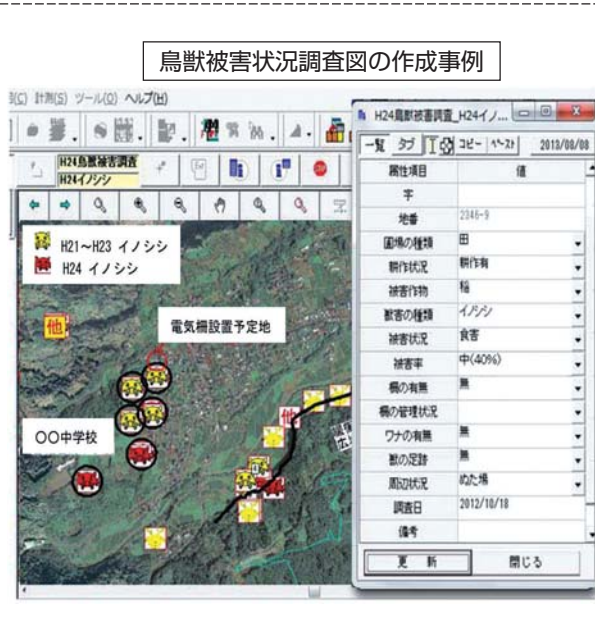 鳥獣被害状況調査図の作成事例
計測(S) ツール(Q) ヘルプ(H)
H24鳥獣被害調査
H24イノシシ
H21〜H23 イノシシ
H24 イノシシ
他
電気柵設置予定地
他
〇〇中学校
H24鳥獣被害調査_H24イノ...
一覧 タブ コピー ペースト 2013/08/08
属性項目 値
字
地番 2346-9
圃場の種類 田
耕作状況 耕作有
被害作物 稲
獣害の種類 イノシシ
被害状況 食害
被害率 中(40%)
柵の有無 無
柵の管理状況
ワナの有無 無
獣の足跡 無
周辺状況 ぬた場
調査日 2012/10/18
備考
更 新 閉じる